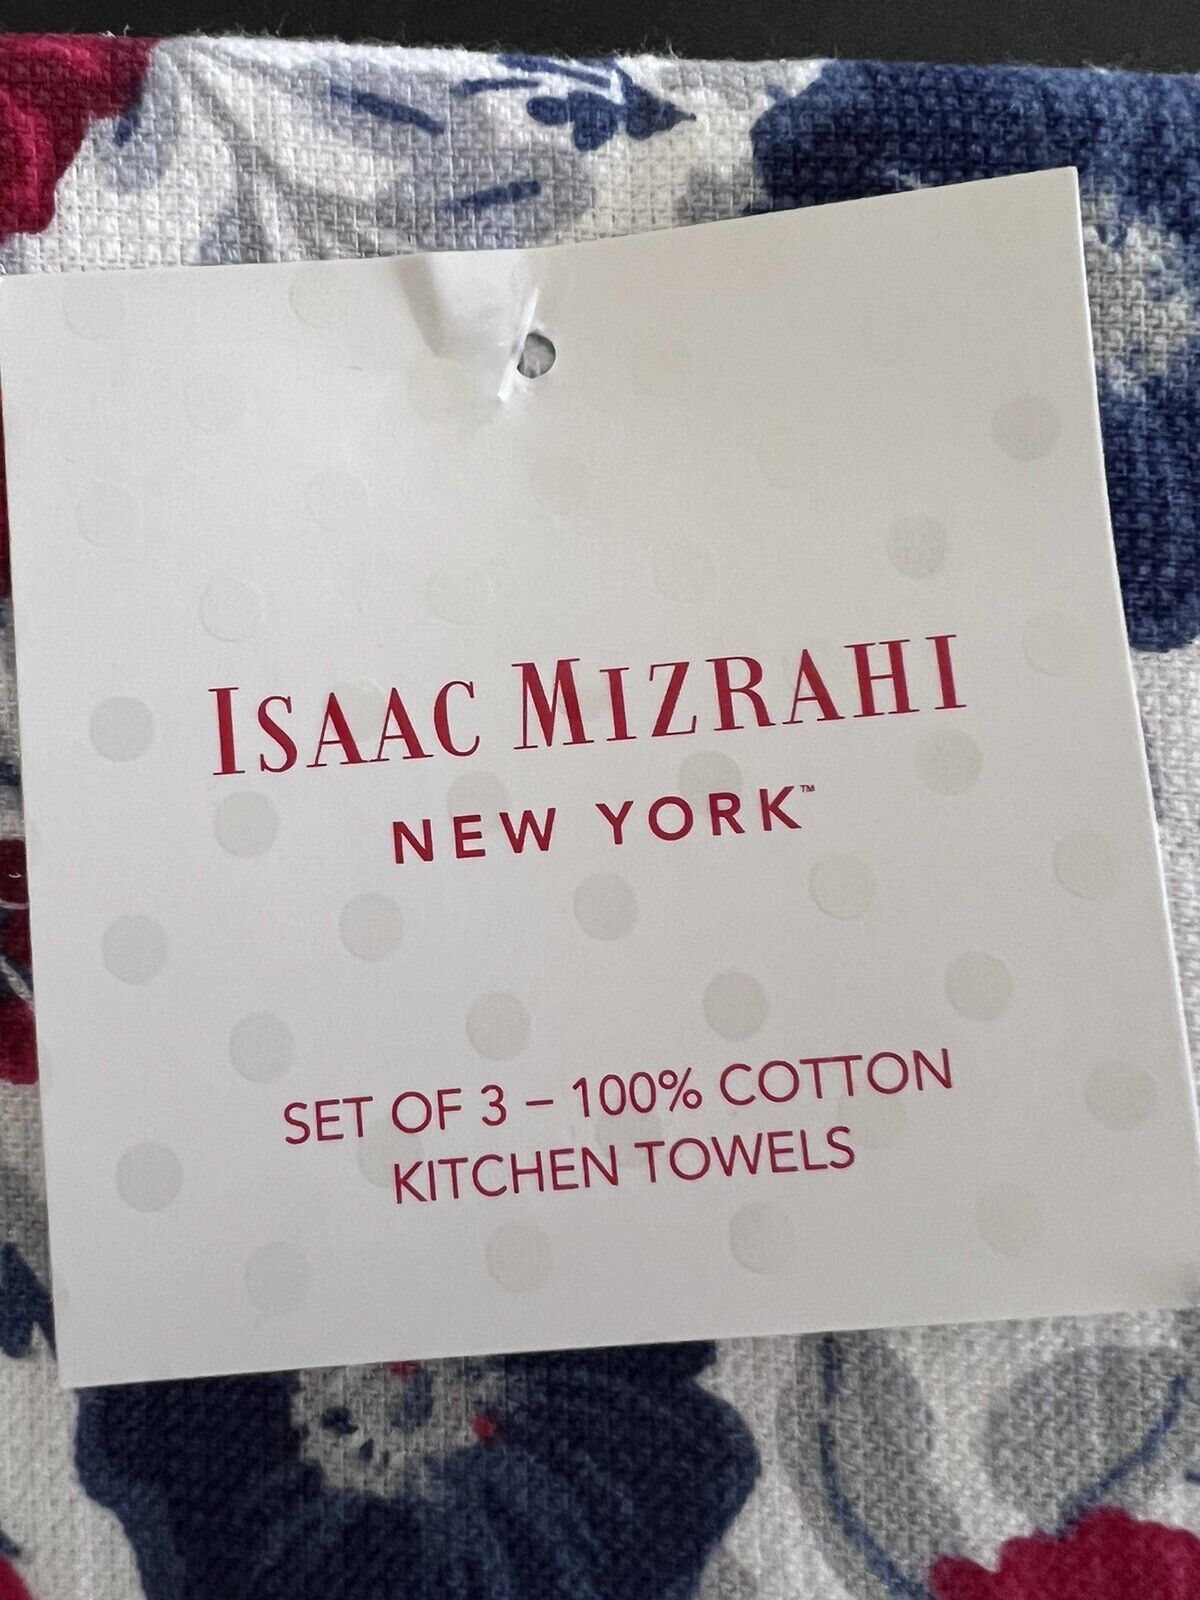 ISAAC MIZRAHI
NEW YORK™
SET OF 3 – 100% COTTON
KITCHEN TOWELS